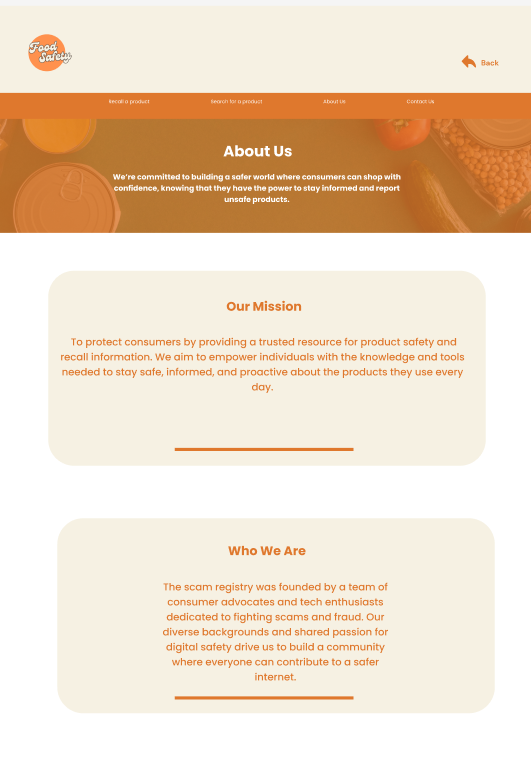 Food
Safety
Back
Recall a product
Search for a product
About Us
Contact Us
About Us
We're committed to building a safer world where consumers can shop with
confidence, knowing that they have the power to stay informed and report
unsafe products.
Our Mission
To protect consumers by providing a trusted resource for product safety and
recall information. We aim to empower individuals with the knowledge and tools
needed to stay safe, informed, and proactive about the products they use every
day.
Who We Are
The scam registry was founded by a team of
consumer advocates and tech enthusiasts
dedicated to fighting scams and fraud. Our
diverse backgrounds and shared passion for
digital safety drive us to build a community
where everyone can contribute to a safer
internet.